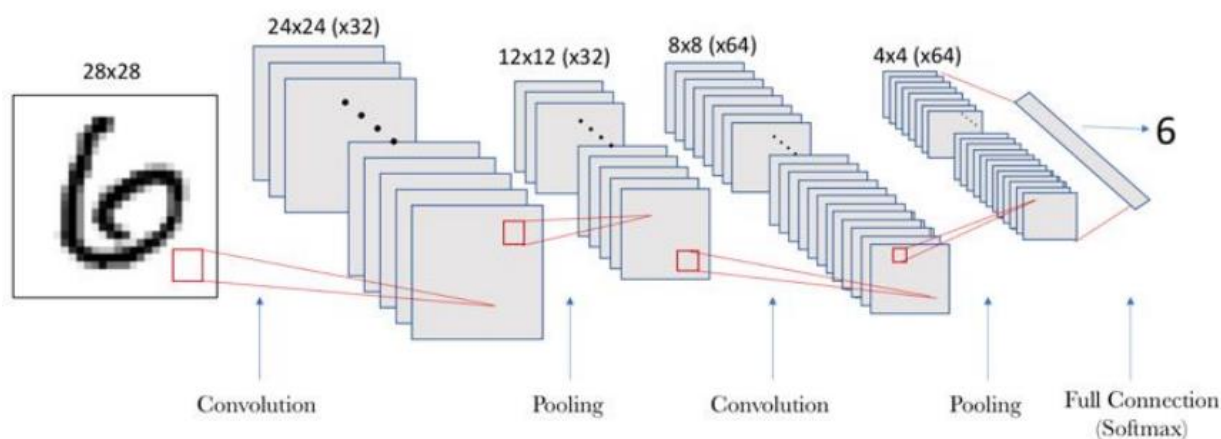 28x28
24x24 (x32)
12x12 (x32)
8x8 (x64)
4x4 (x64)
6
Convolution
Pooling
Convolution
Pooling
Full Connection
(Softmax)